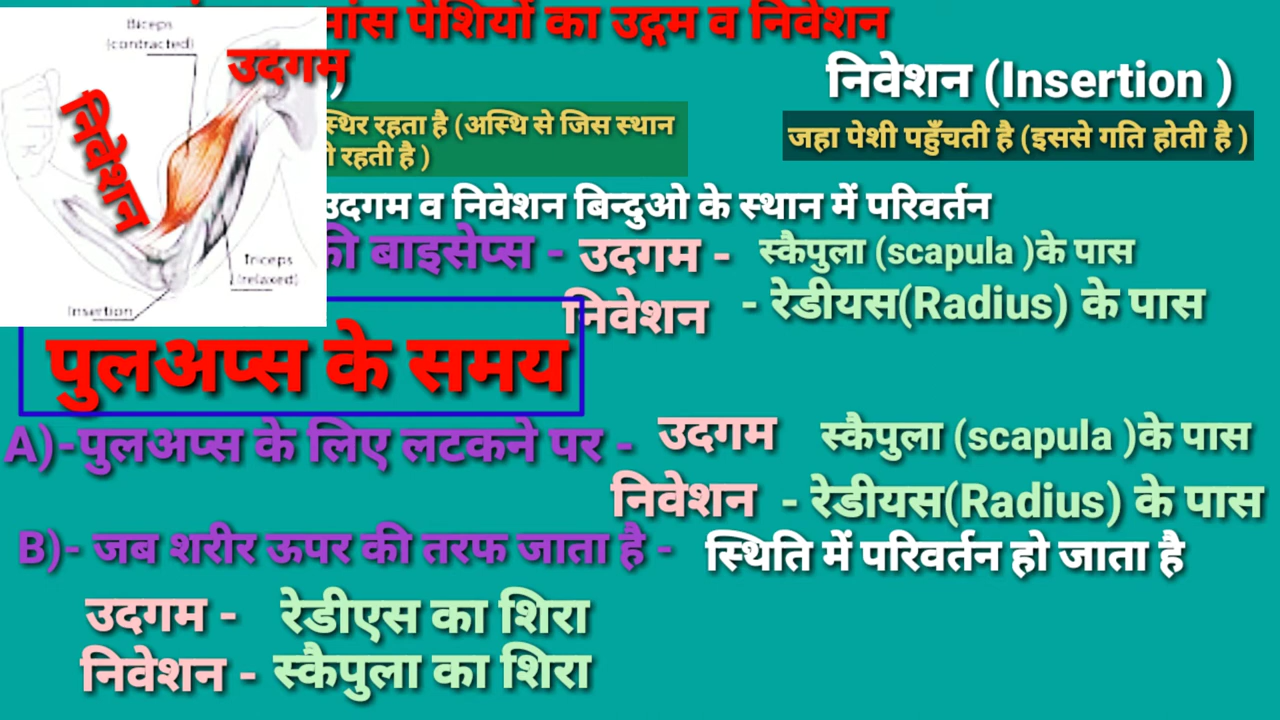 मांस पेशियों का उद्गम व निवेशन
Biceps
(contracted)
उदगम
निवेशन
Triceps
(relaxed)
Insertion
निवेशन (Insertion )
स्थिर रहता है (अस्थि से जिस स्थान
रहती है )
जहा पेशी पहुँचती है (इससे गति होती है )
उदगम व निवेशन बिन्दुओ के स्थान में परिवर्तन
की बाइसेप्स - उदगम - स्कैपुला (scapula )के पास
निवेशन - रेडीयस(Radius) के पास
पुलअप्स के समय
A)-पुलअप्स के लिए लटकने पर - उदगम स्कैपुला (scapula )के पास
निवेशन - रेडीयस(Radius) के पास
B)- जब शरीर ऊपर की तरफ जाता है - स्थिति में परिवर्तन हो जाता है
उदगम - रेडीएस का शिरा
निवेशन - स्कैपुला का शिरा